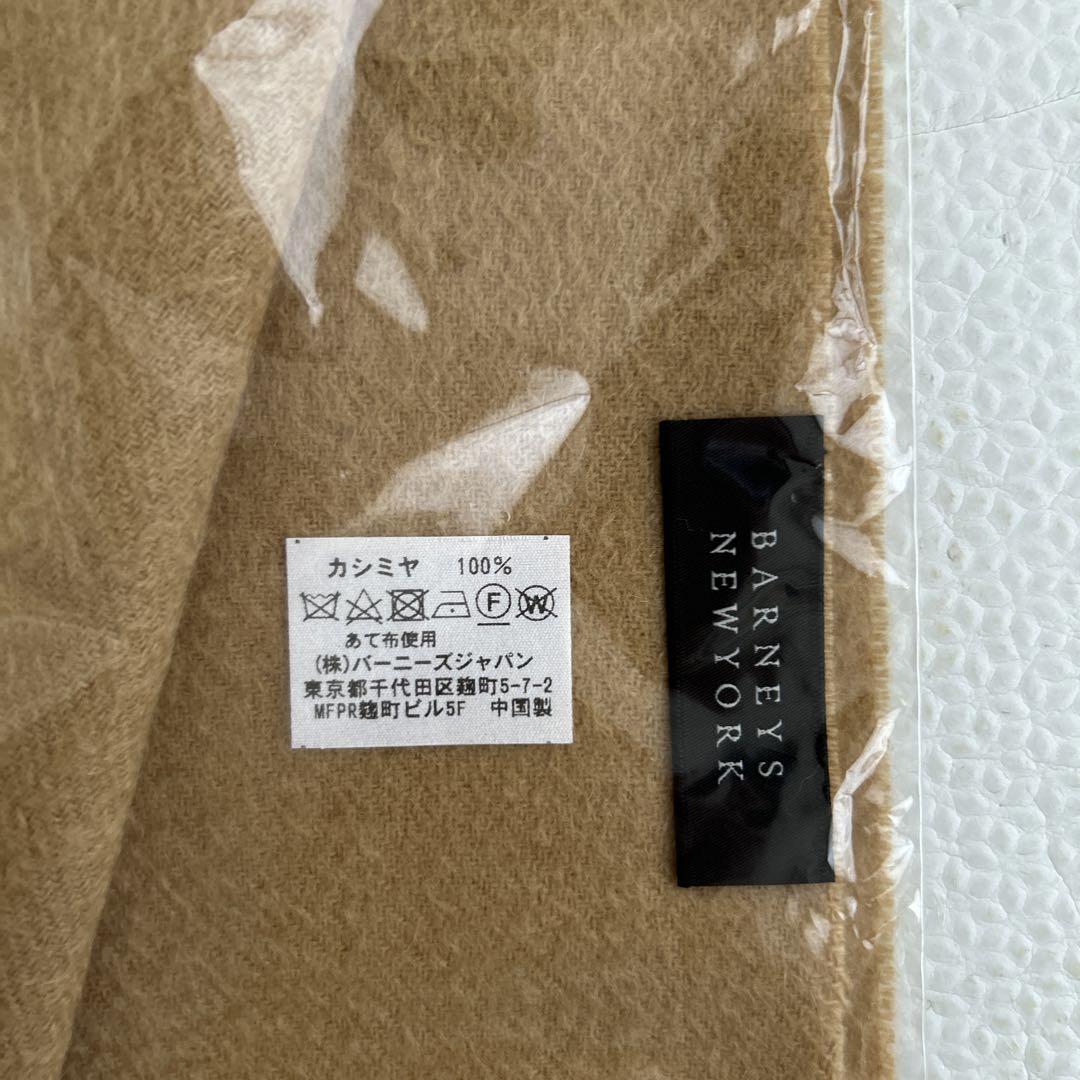 カシミヤ 100%
F W
あて布使用
(株)バーニーズジャパン
東京都千代田区麹町5-7-2
MFPR麹町ビル5F 中国製
BARNEYS
NEWYORK